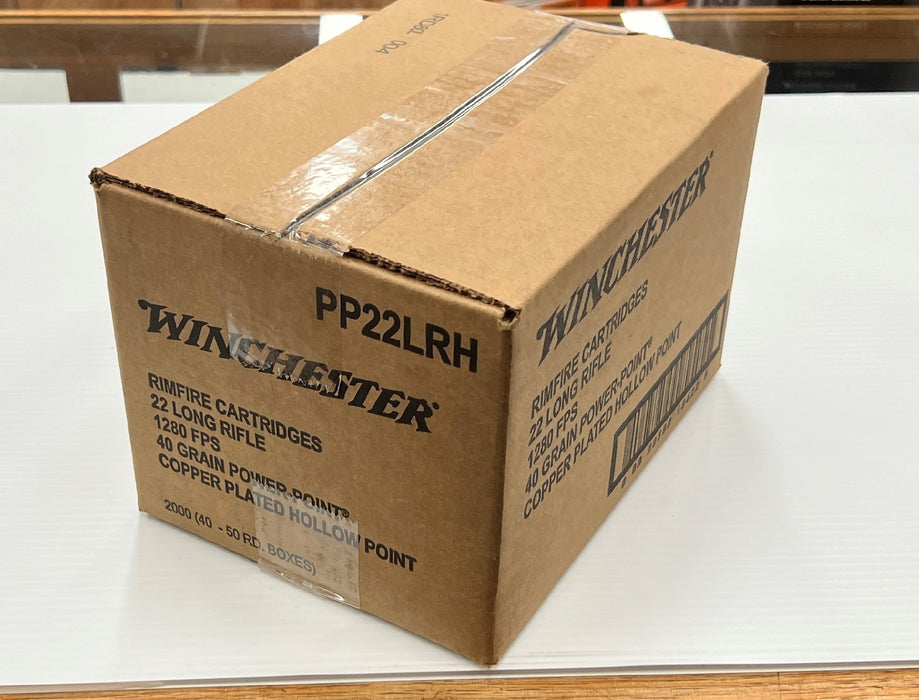 PP22LRH
WINCHESTER®
RIMFIRE CARTRIDGES
22 LONG RIFLE
1280 FPS
40 GRAIN POWER-POINT®
COPPER PLATED HOLLOW POINT
2000 (40 - 50 RD. BOXES)
WINCHESTER®
RIMFIRE CARTRIDGES
22 LONG RIFLE
1280 FPS
40 GRAIN POWER-POINT®
COPPER PLATED HOLLOW POINT